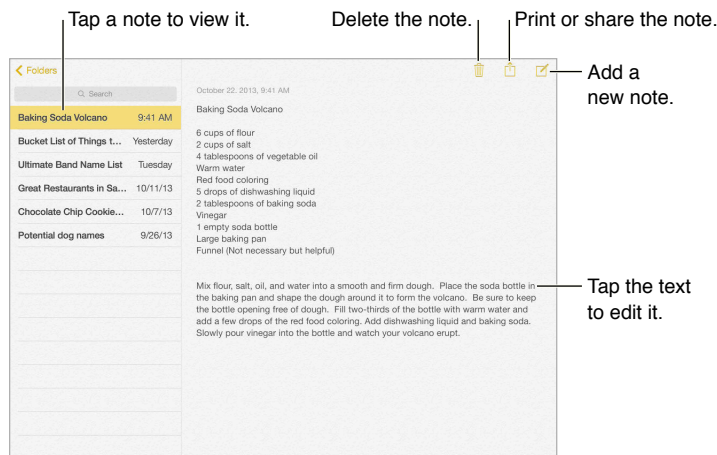 Tap a note to view it.
Delete the note.
Print or share the note.
Add a
new note.
Folders
Search
Baking Soda Volcano 9:41 AM
Bucket List of Things t... Yesterday
Ultimate Band Name List Tuesday
Great Restaurants in Sa... 10/11/13
Chocolate Chip Cookie... 10/7/13
Potential dog names 9/26/13
October 22. 2013, 9:41 AM
Baking Soda Volcano
6 cups of flour
2 cups of salt
4 tablespoons of vegetable oil
Warm water
Red food coloring
5 drops of dishwashing liquid
2 tablespoons of baking soda
Vinegar
1 empty soda bottle
Large baking pan
Funnel (Not necessary but helpful)
Mix flour, salt, oil, and water into a smooth and firm dough.  Place the soda bottle in
the baking pan and shape the dough around it to form the volcano.  Be sure to keep
the bottle opening free of dough.  Fill two-thirds of the bottle with warm water and
add a few drops of the red food coloring. Add dishwashing liquid and baking soda.
Slowly pour vinegar into the bottle and watch your volcano erupt.
Tap the text
to edit it.